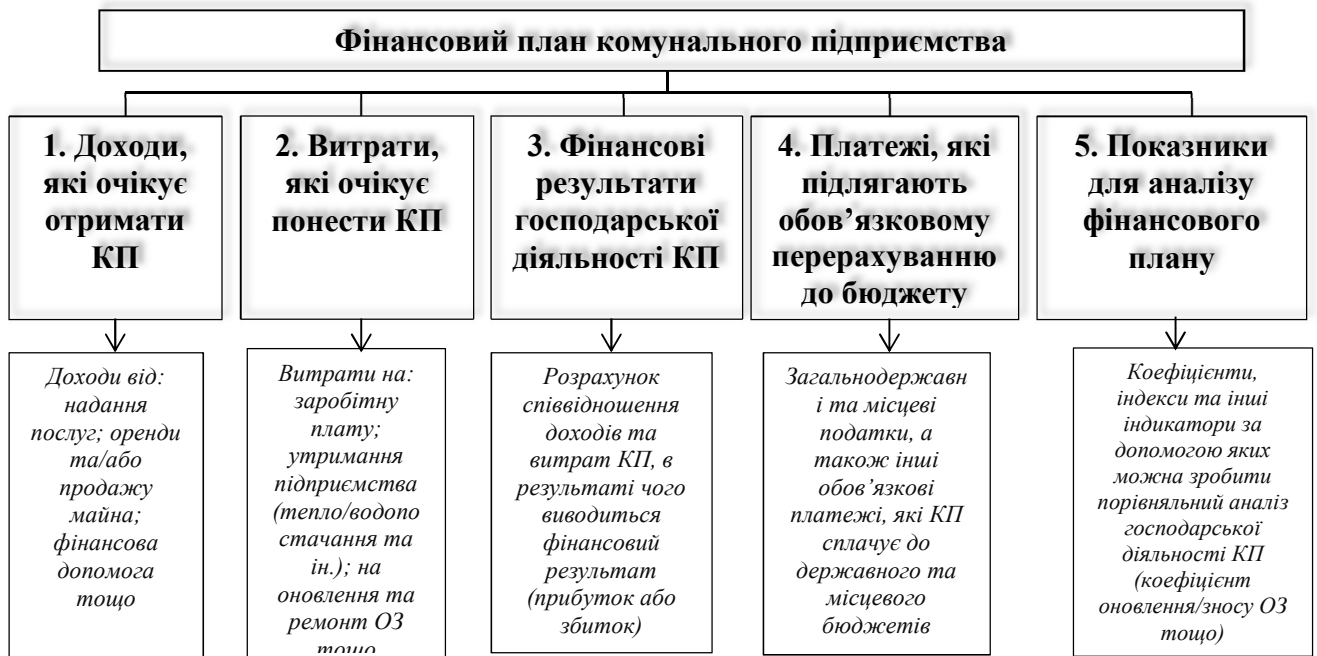 Фінансовий план комунального підприємства
1. Доходи,
які очікує
отримати
КП
2. Витрати,
які очікує
понести КП
3. Фінансові
результати
господарської
діяльності КП
4. Платежі, які
підлягають
обов’язковому
перерахуванню
до бюджету
5. Показники
для аналізу
фінансового
плану
Доходи від:
надання
послуг; оренди
та/або
продажу
майна;
фінансова
допомога
тощо
Витрати на:
заробітну
плату;
утримання
підприємства
(тепло/водопо
стачання та
ін.); на
оновлення та
ремонт ОЗ
тощо
Розрахунок
співвідношення
доходів та
витрат КП, в
результаті чого
виводиться
фінансовий
результат
(прибуток або
збиток)
Загальнодержавн
і та місцеві
податки, а
також інші
обов’язкові
платежі, які КП
сплачує до
державного та
місцевого
бюджетів
Коефіцієнти,
індекси та інші
індикатори за
допомогою яких
можна зробити
порівняльний аналіз
господарської
діяльності КП
(коефіцієнт
оновлення/зносу ОЗ
тощо)